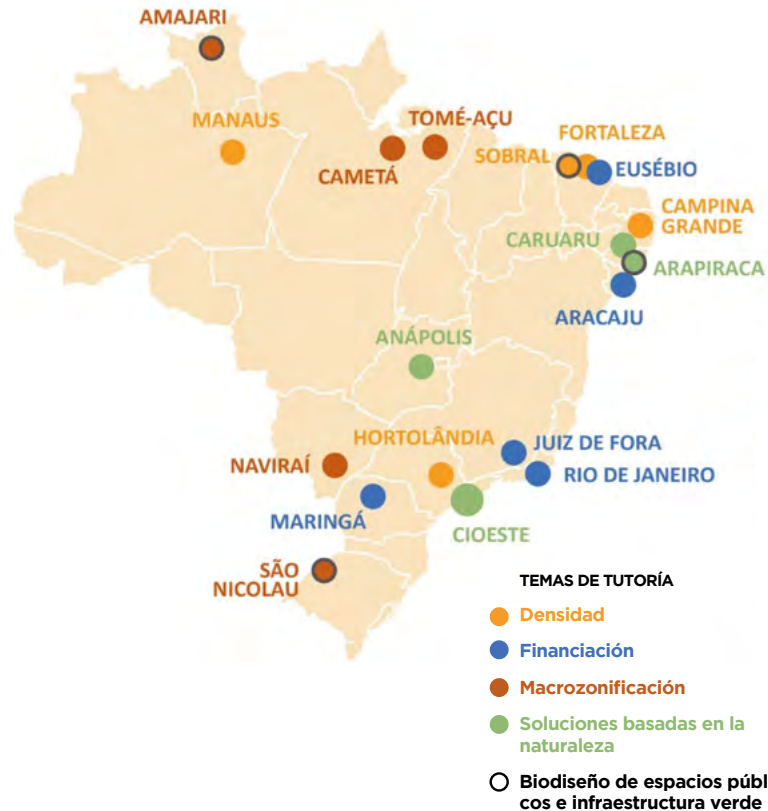 AMAJARI
MANAUS
TOMÉ-AÇU
CAMETÁ
FORTALEZA
SOBRAL
EUSÉBIO
CAMPINA
GRANDE
CARUARU
ARAPIRACA
ARACAJU
ANÁPOLIS
HORTOLÂNDIA
JUIZ DE FORA
NAVIRAÍ
RIO DE JANEIRO
MARINGÁ
CIOESTE
SÃO
NICOLAU
TEMAS DE TUTORÍA
Densidad
Financiación
Macrozonificación
Soluciones basadas en la
naturaleza
Biodiseño de espacios públ
cos e infraestructura verde